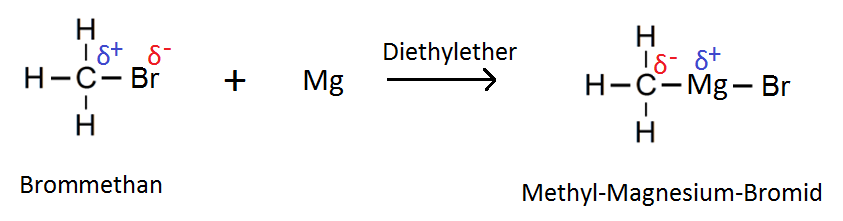 H
δ+ δ-
H – C – Br + Mg
H
Diethylether
H
δ- δ+
H – C – Mg – Br
H
Brommethan
Methyl-Magnesium-Bromid